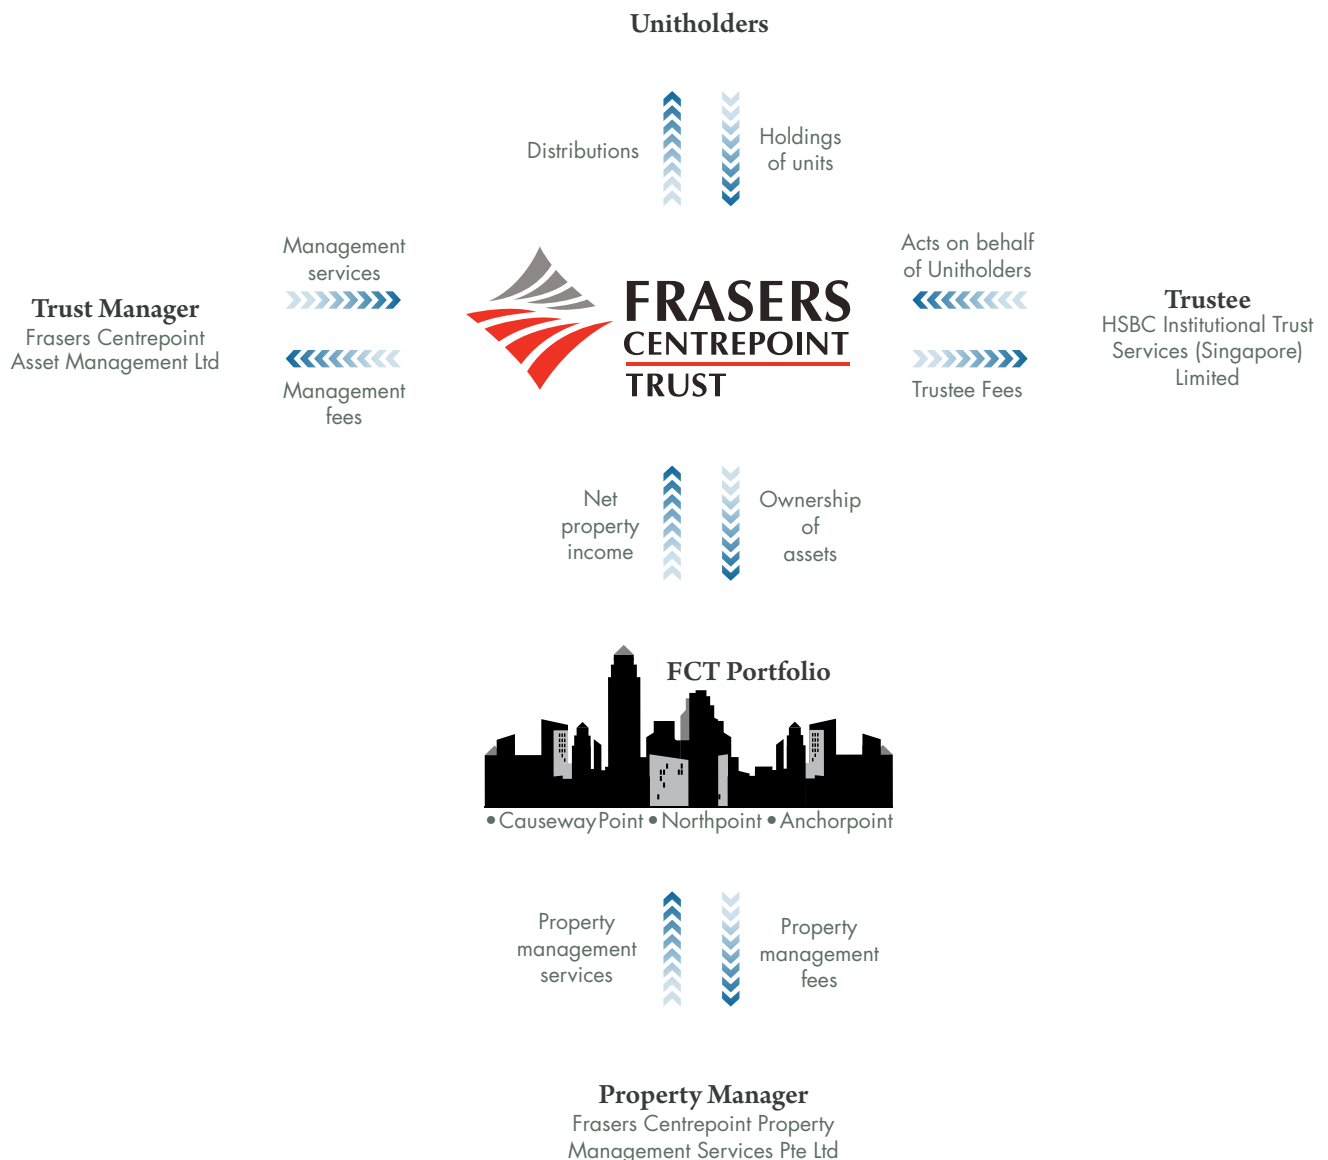 Unitholders
Distributions
Holdings
of units
Management
services
Acts on behalf
of Unitholders
Trust Manager
Frasers Centrepoint
Asset Management Ltd
FRASERS
CENTREPOINT
TRUST
Trustee
HSBC Institutional Trust
Services (Singapore)
Limited
Management
fees
Trustee Fees
Net
property
income
Ownership
of
assets
FCT Portfolio
•Causeway Point •Northpoint •Anchorpoint
Property
management
services
Property
management
fees
Property Manager
Frasers Centrepoint Property
Management Services Pte Ltd